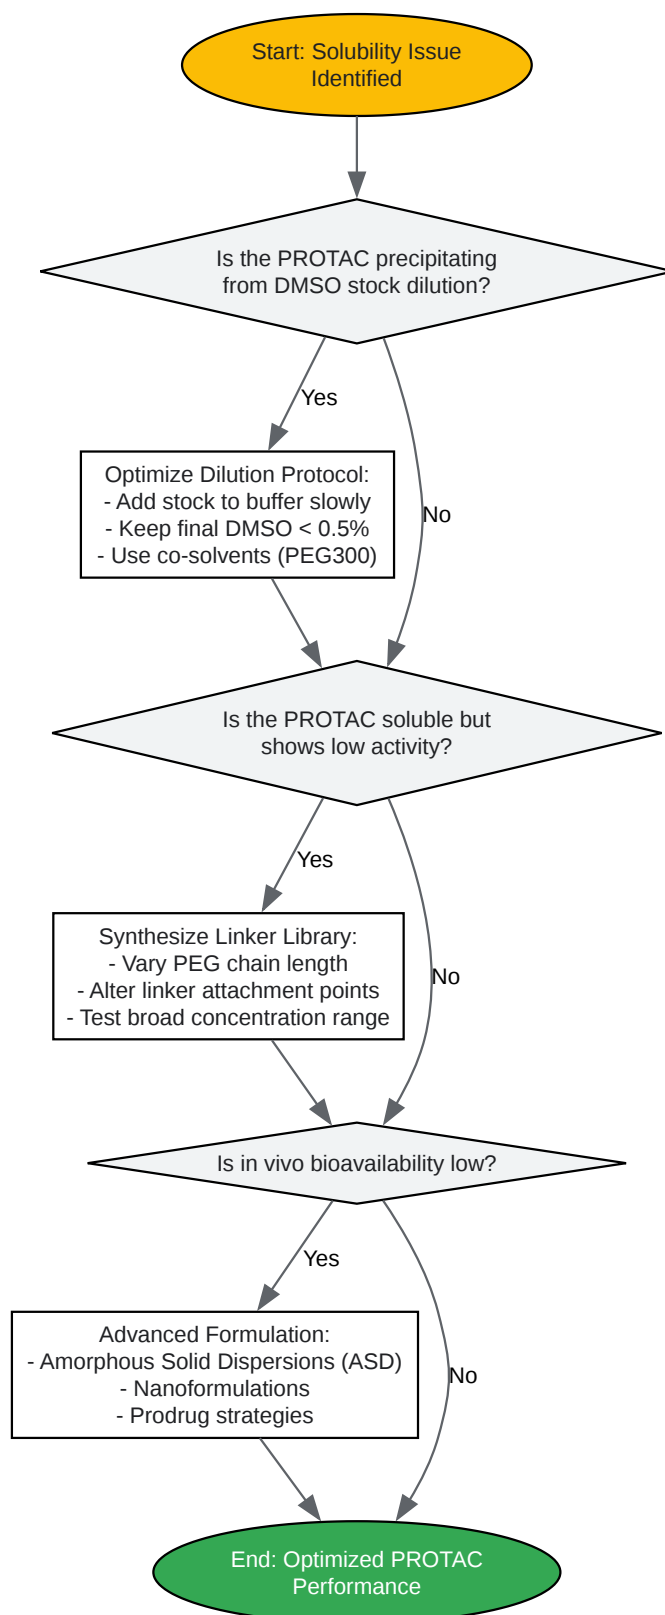 Start: Solubility Issue
Identified
Is the PROTAC precipitating
from DMSO stock dilution?
Yes
Optimize Dilution Protocol:
- Add stock to buffer slowly
- Keep final DMSO < 0.5%
- Use co-solvents (PEG300)
No
Is the PROTAC soluble but
shows low activity?
Yes
Synthesize Linker Library:
- Vary PEG chain length
- Alter linker attachment points
- Test broad concentration range
No
Is in vivo bioavailability low?
Yes
Advanced Formulation:
- Amorphous Solid Dispersions (ASD)
- Nanoformulations
- Prodrug strategies
No
End: Optimized PROTAC
Performance